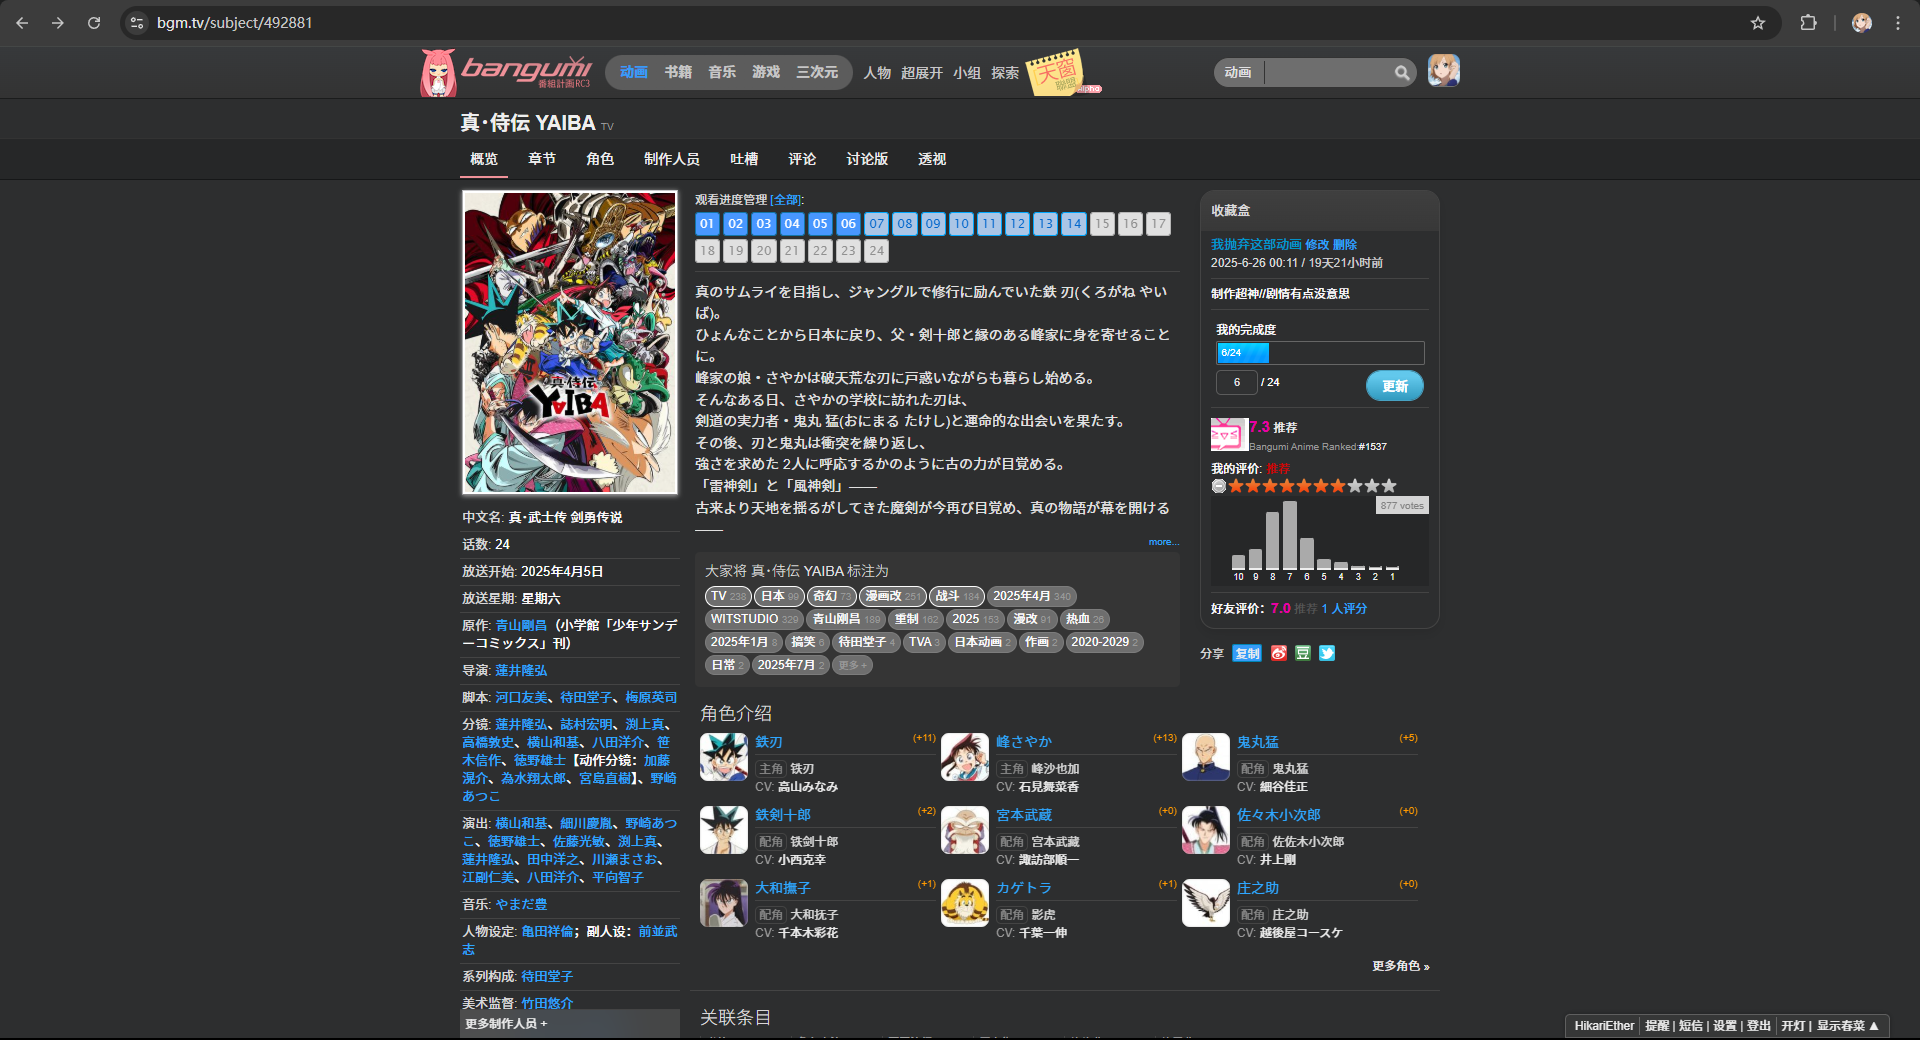 bgm.tv/subject/492881
bangumi
番組計画RC3
动画 书籍 音乐 游戏 三次元 人物 超展开 小组 探索
天窗
聯盟
alpha
动画
真·侍伝 YAIBA TV
概览 章节 角色 制作人员 吐槽 评论 讨论版 透视
真·侍伝
YAIBA
中文名: 真·武士传 剑勇传说
话数: 24
放送开始: 2025年4月5日
放送星期: 星期六
原作: 青山剛昌（小学館「少年サンデ
ーコミックス」刊）
导演: 蓮井隆弘
脚本: 河口友美、待田堂子、梅原英司
分镜: 蓮井隆弘、誌村宏明、渕上真、
高橋敦史、横山和基、八田洋介、笹
木信作、徳野雄士【动作分镜：加藤
滉介、為水翔太郎、宮島直樹】、野崎
あつこ
演出: 横山和基、細川慶胤、野崎あつ
こ、徳野雄士、佐藤光敏、渕上真、
蓮井隆弘、田中洋之、川瀬まさお、
江副仁美、八田洋介、平向智子
音乐: やまだ豊
人物设定: 亀田祥倫；副人设：前並武
志
系列构成: 待田堂子
美术监督: 竹田悠介
更多制作人员 +
观看进度管理 [全部]:
01 02 03 04 05 06 07 08 09 10 11 12 13 14 15 16 17
18 19 20 21 22 23 24
真のサムライを目指し、ジャングルで修行に励んでいた鉄 刃(くろがね やい
ば)。
ひょんなことから日本に戻り、父・剣十郎と縁のある峰家に身を寄せること
に。
峰家の娘・さやかは破天荒な刃に戸惑いながらも暮らし始める。
そんなある日、さやかの学校に訪れた刃は、
剣道の実力者・鬼丸 猛(おにまる たけし)と運命的な出会いを果たす。
その後、刃と鬼丸は衝突を繰り返し、
強さを求めた 2人に呼応するかのように古の力が目覚める。
「雷神剣」と「風神剣」――
古来より天地を揺るがしてきた魔剣が今再び目覚め、真の物語が幕を開ける
――
more...
大家将 真·侍伝 YAIBA 标注为
TV 238 日本 99 奇幻 73 漫画改 251 战斗 184 2025年4月 340
WITSTUDIO 329 青山刚昌 189 重制 162 2025 153 漫改 91 热血 26
2025年1月 8 搞笑 6 待田堂子 4 TVA 3 日本动画 2 作画 2 2020-2029 2
日常 2 2025年7月 2 更多 +
角色介绍
鉄刃 (+11)
主角 铁刃
CV: 高山みなみ
峰さやか (+13)
主角 峰沙也加
CV: 石見舞菜香
鬼丸猛 (+5)
配角 鬼丸猛
CV: 細谷佳正
鉄剣十郎 (+2)
配角 铁剑十郎
CV: 小西克幸
宮本武蔵 (+0)
配角 宫本武藏
CV: 諏訪部順一
佐々木小次郎 (+0)
配角 佐佐木小次郎
CV: 井上剛
大和撫子 (+1)
配角 大和抚子
CV: 千本木彩花
カゲトラ (+1)
配角 影虎
CV: 千葉一伸
庄之助 (+0)
配角 庄之助
CV: 越後屋コースケ
更多角色 »
关联条目
收藏盒
我抛弃这部动画 修改 删除
2025-6-26 00:11 / 19天21小时前
制作超神//剧情有点没意思
我的完成度
6/24
6 / 24 更新
7.3 推荐
Bangumi Anime Ranked:#1537
我的评价: 推荐
877 votes
10 9 8 7 6 5 4 3 2 1
好友评价: 7.0 推荐 1 人评分
分享 复制 豆
HikariEther 提醒 | 短信 | 设置 | 登出 开灯 | 显示春菜 ▲